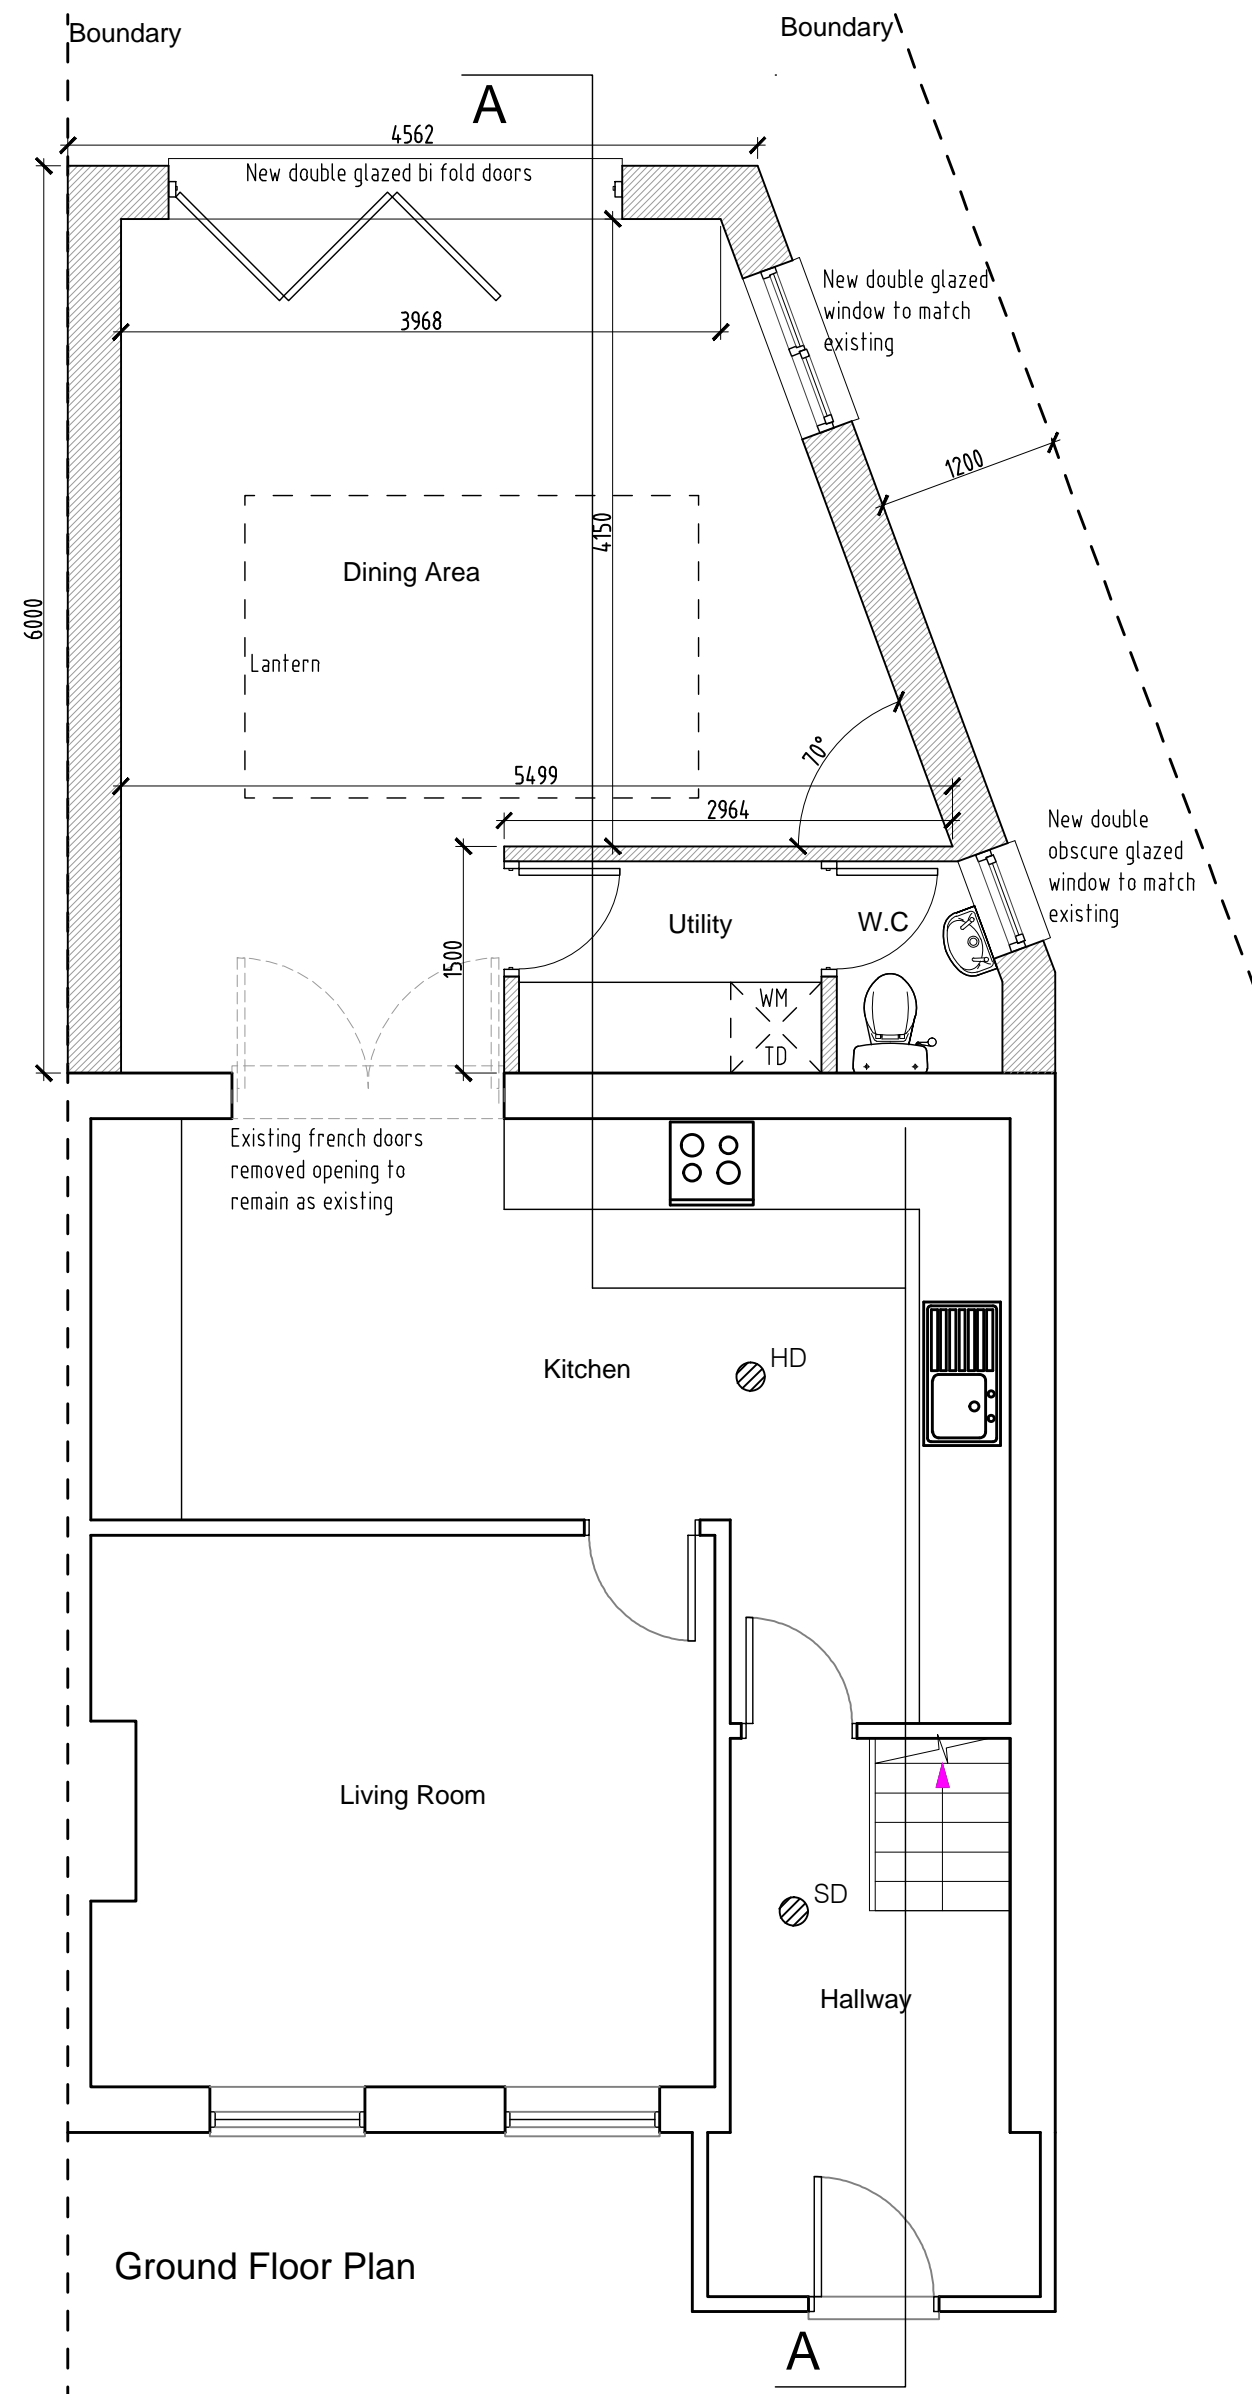 Boundary
Boundary
A
4562
New double glazed bi fold doors
New double glazed
window to match
existing
3968
1200
4150
Dining Area
6000
Lantern
70°
5499
2964
New double
obscure glazed
window to match
existing
Utility
W.C
1500
WM
TD
Existing french doors
removed opening to
remain as existing
Kitchen
HD
Living Room
SD
Hallway
Ground Floor Plan
A